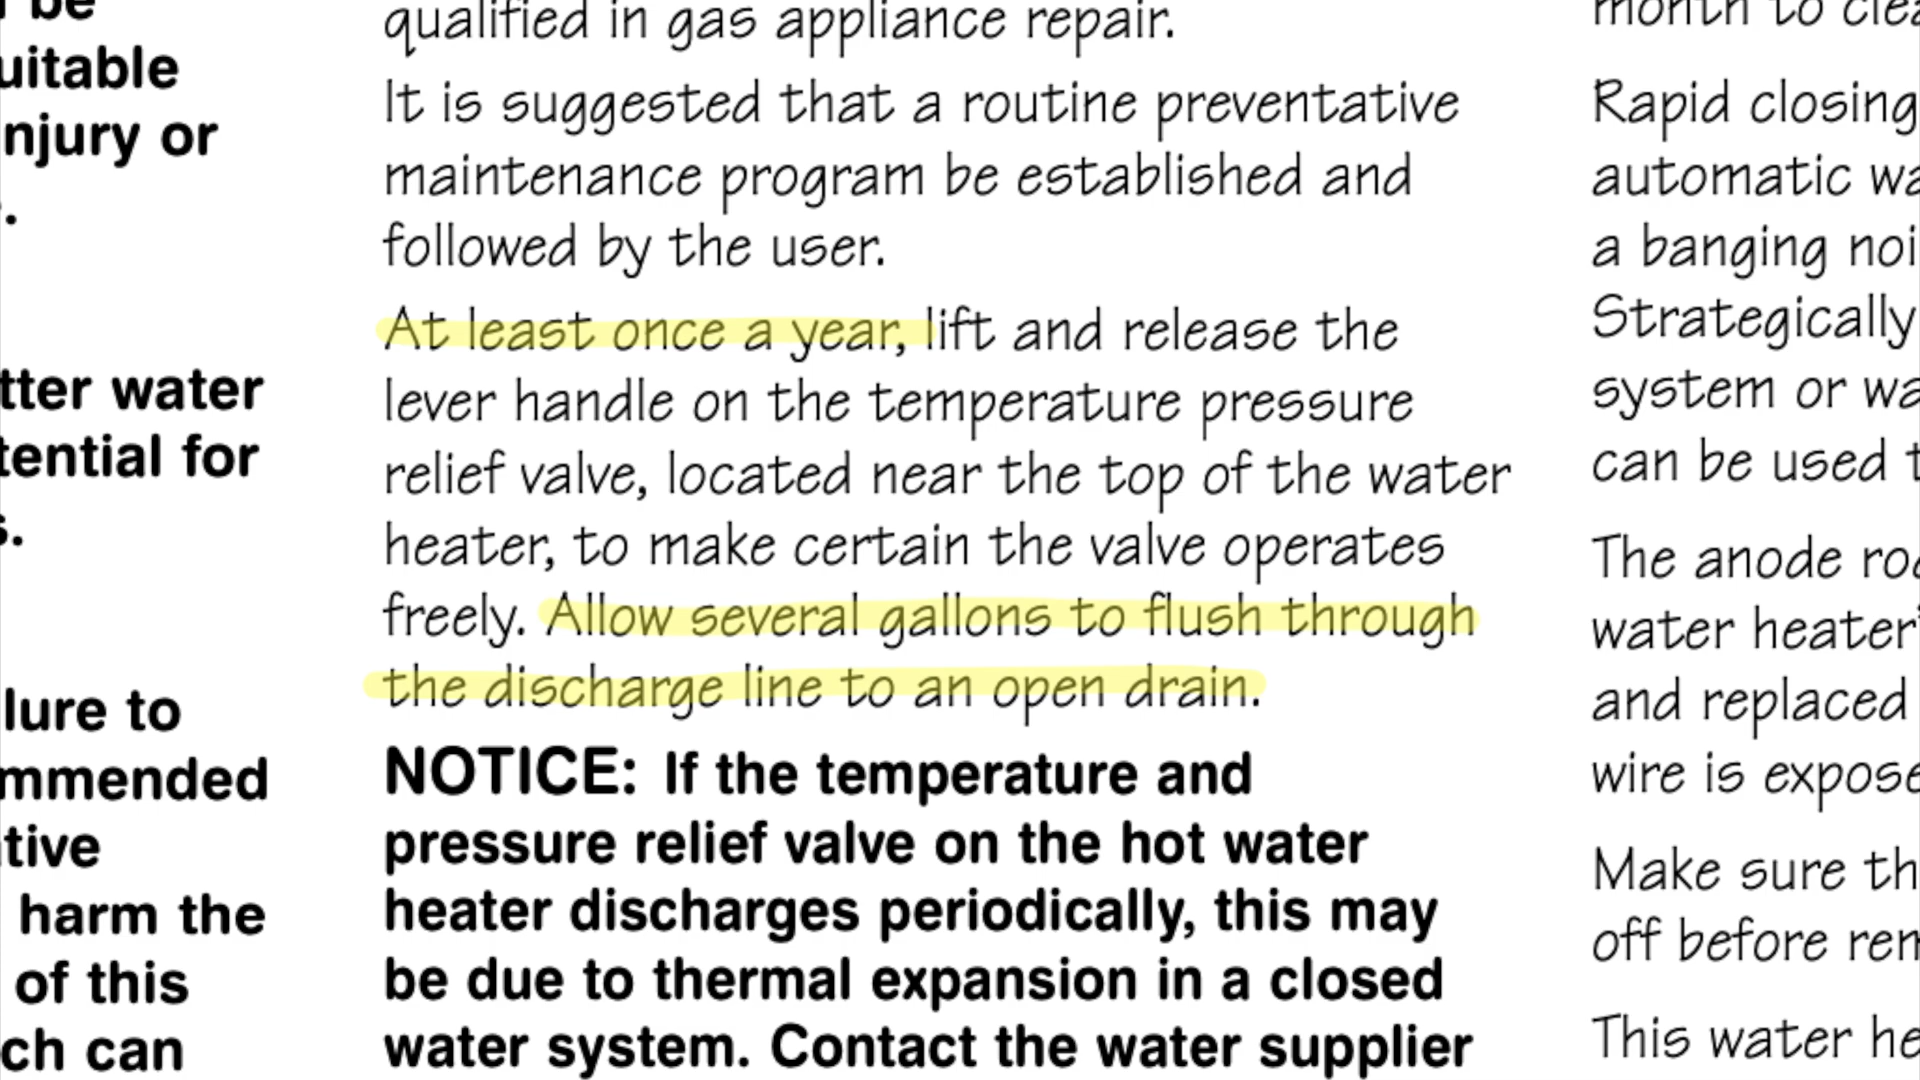 be
uitable
njury or
.
tter water
tential for
s.
lure to
mmended
tive
harm the
of this
ch can
qualified in gas appliance repair.
It is suggested that a routine preventative
maintenance program be established and
followed by the user.
At least once a year, lift and release the
lever handle on the temperature pressure
relief valve, located near the top of the water
heater, to make certain the valve operates
freely. Allow several gallons to flush through
the discharge line to an open drain.
NOTICE: If the temperature and
pressure relief valve on the hot water
heater discharges periodically, this may
be due to thermal expansion in a closed
water system. Contact the water supplier
month to clea
Rapid closing
automatic wa
a banging noi
Strategically
system or wa
can be used t
The anode ro
water heater'
and replaced
wire is expose
Make sure th
off before rem
This water he